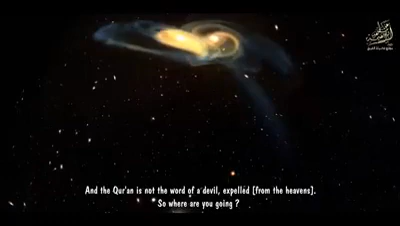 And the Qur'an is not the word of a devil, expelled [from the heavens].
So where are you going ?